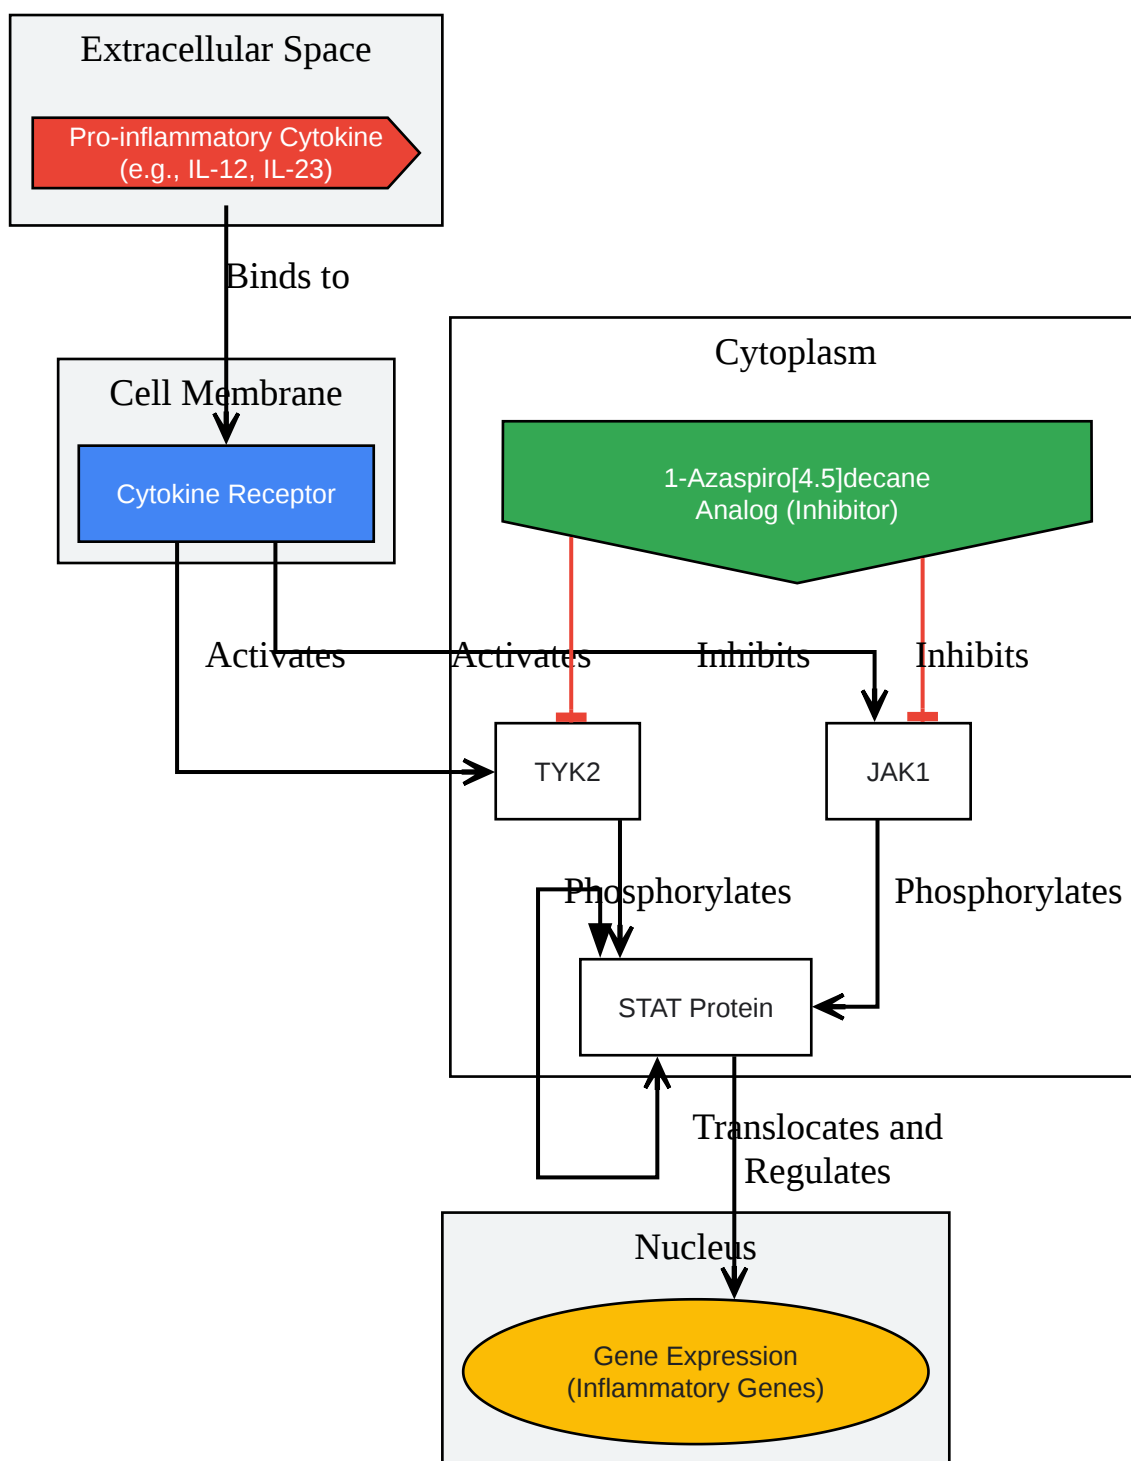 Extracellular Space
Pro-inflammatory Cytokine
(e.g., IL-12, IL-23)
Binds to
Cytoplasm
Cell Membrane
1-Azaspiro[4.5]decane
Analog (Inhibitor)
Cytokine Receptor
Activates
Activates
Inhibits
Inhibits
TYK2
JAK1
Phosphorylates
Phosphorylates
STAT Protein
Translocates and
Regulates
Nucleus
Gene Expression
(Inflammatory Genes)